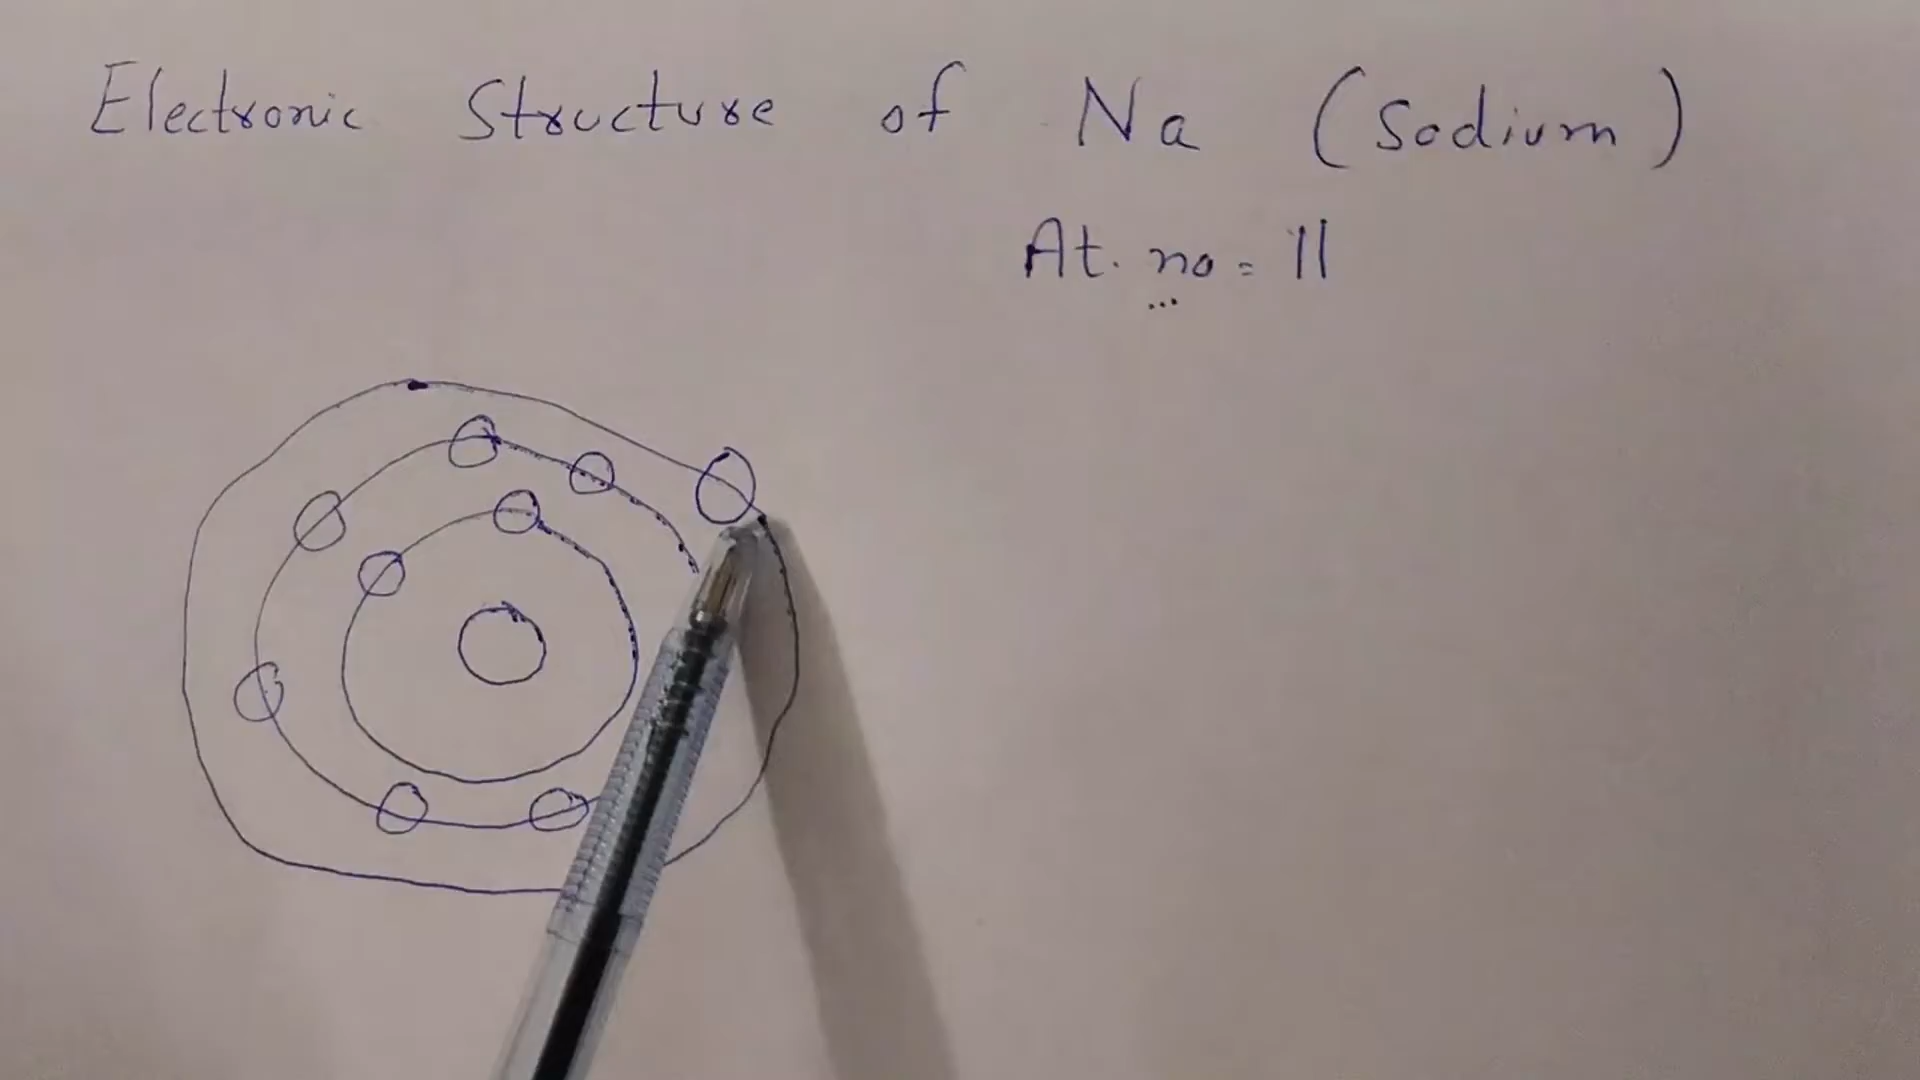 Electronic Structure of Na (Sodium)
At. no = 11